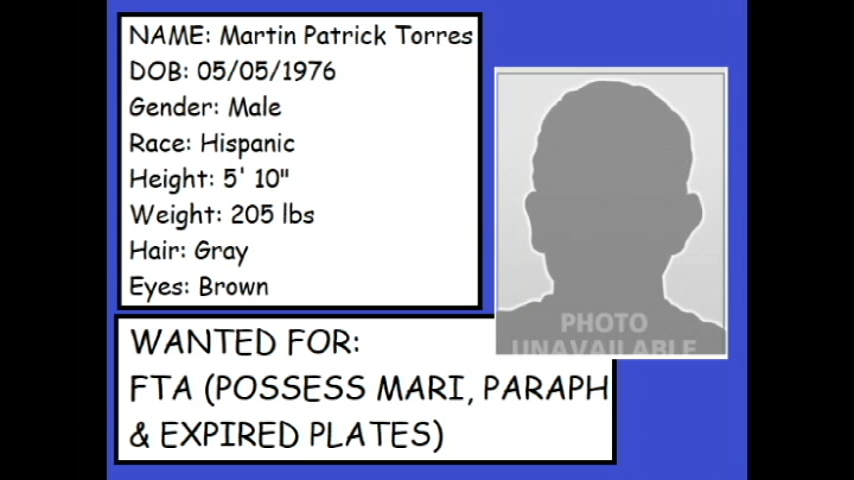 NAME: Martin Patrick Torres
DOB: 05/05/1976
Gender: Male
Race: Hispanic
Height: 5' 10"
Weight: 205 lbs
Hair: Gray
Eyes: Brown
PHOTO
UNAVAILABLE
WANTED FOR:
FTA (POSSESS MARI, PARAPH
& EXPIRED PLATES)